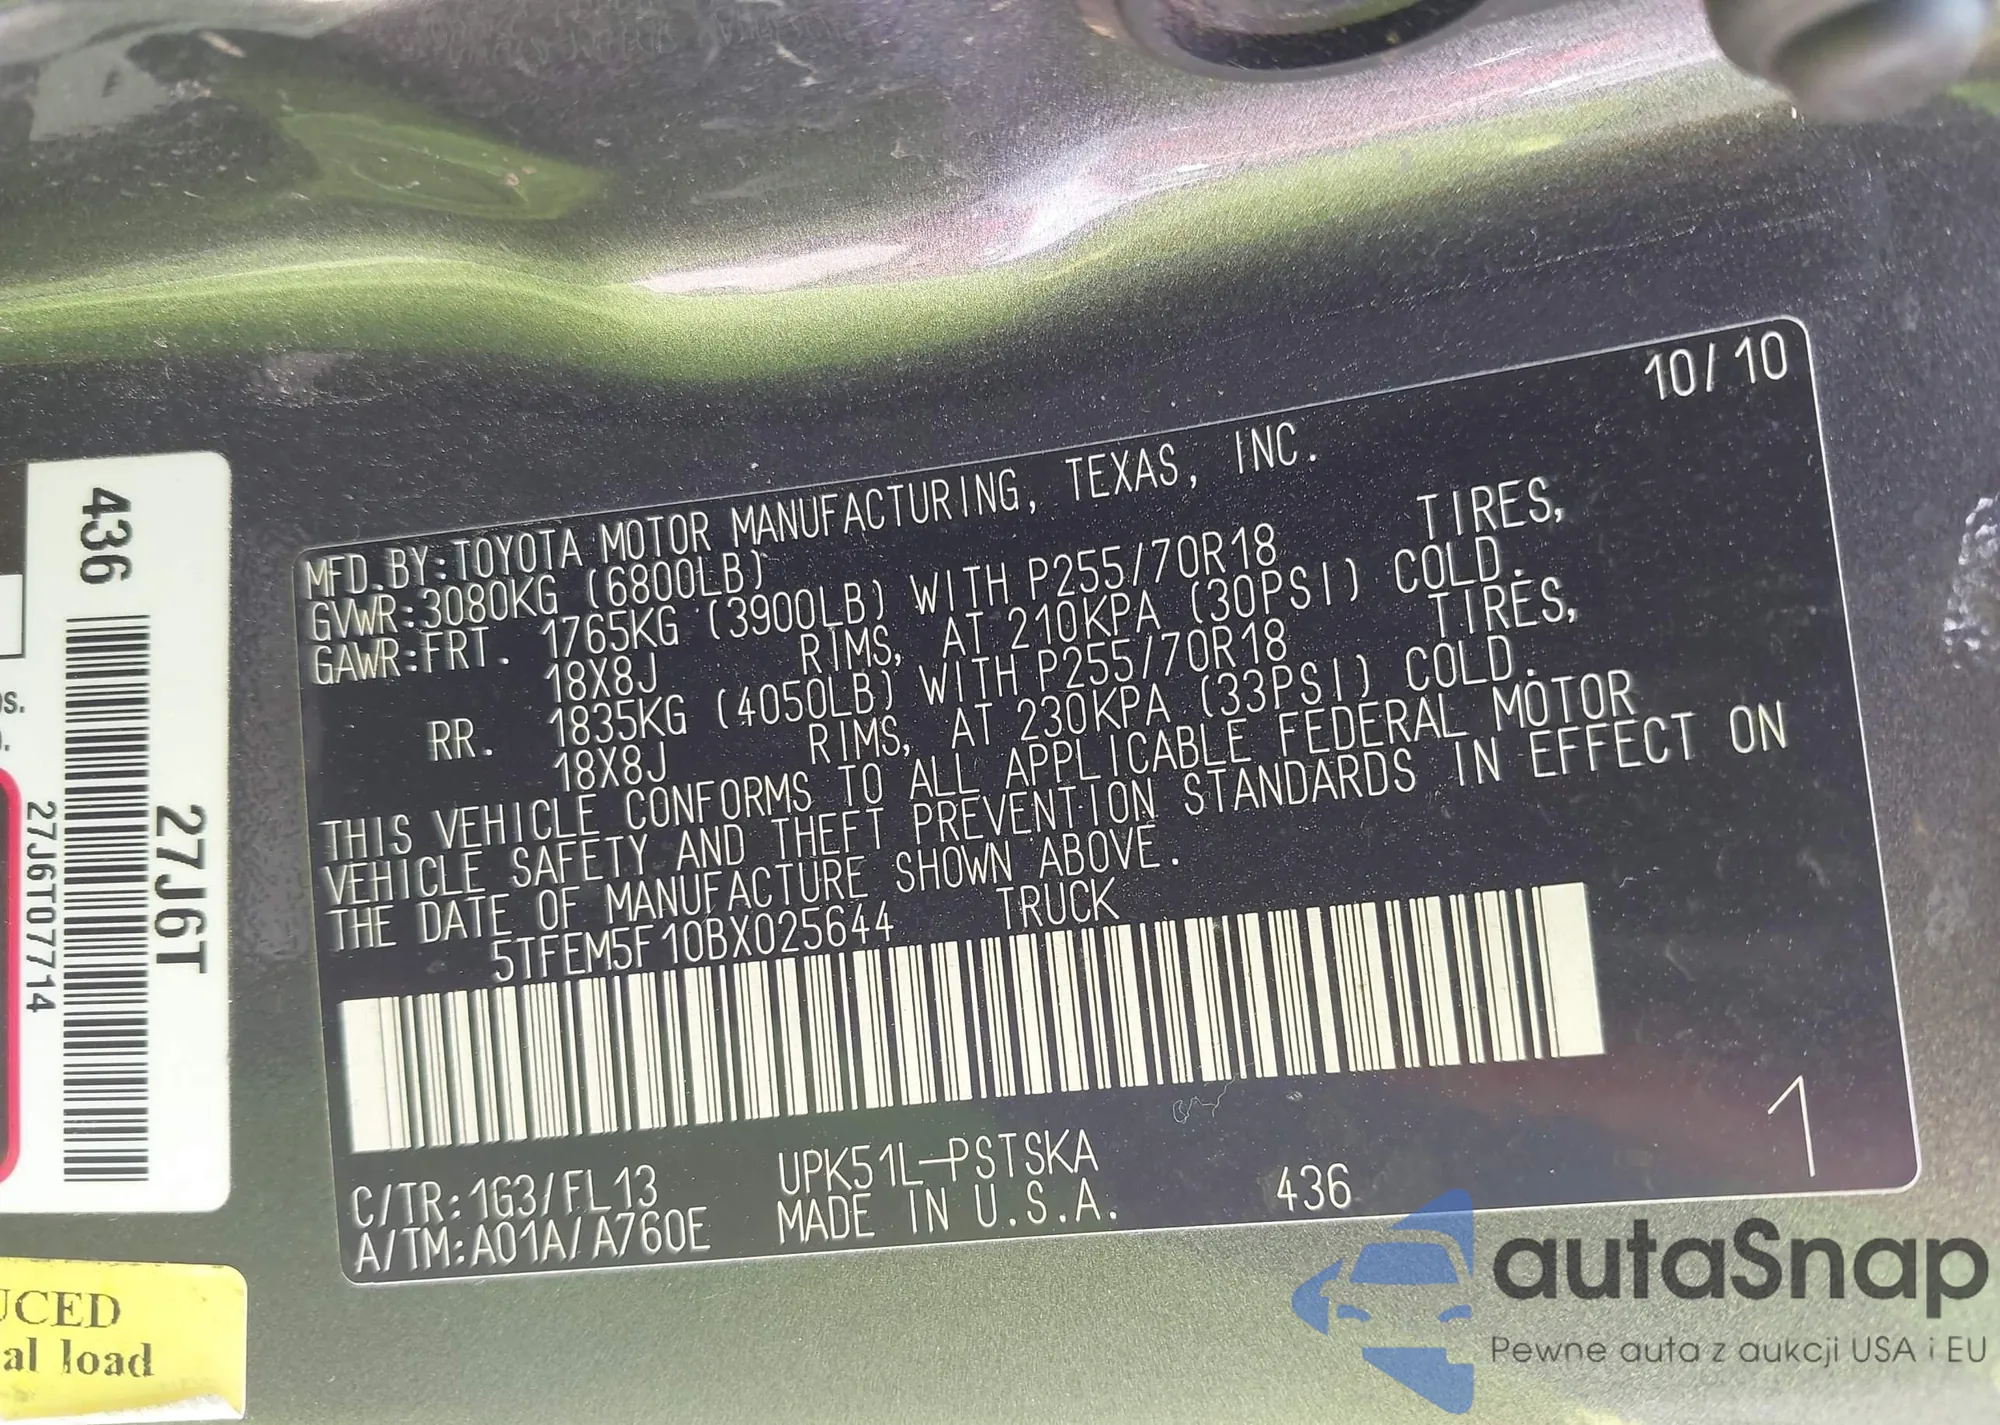 10/10
MFD.BY:TOYOTA MOTOR MANUFACTURING, TEXAS, INC.
GVWR:3080KG (6800LB)
GAWR:FRT. 1765KG (3900LB) WITH P255/70R18 TIRES,
18X8J RIMS, AT 210KPA (30PSI) COLD.
RR. 1835KG (4050LB) WITH P255/70R18 TIRES,
18X8J RIMS, AT 230KPA (33PSI) COLD.
THIS VEHICLE CONFORMS TO ALL APPLICABLE FEDERAL MOTOR
VEHICLE SAFETY AND THEFT PREVENTION STANDARDS IN EFFECT ON
THE DATE OF MANUFACTURE SHOWN ABOVE.
5TFEM5F10BX025644 TRUCK
C/TR:1G3/FL13 UPK51L-PSTSKA
A/TM:A01A/A760E MADE IN U.S.A. 436
1
436
27J6T
27J6T07714
al load
autaSnap
Pewne auta z aukcji USA i EU